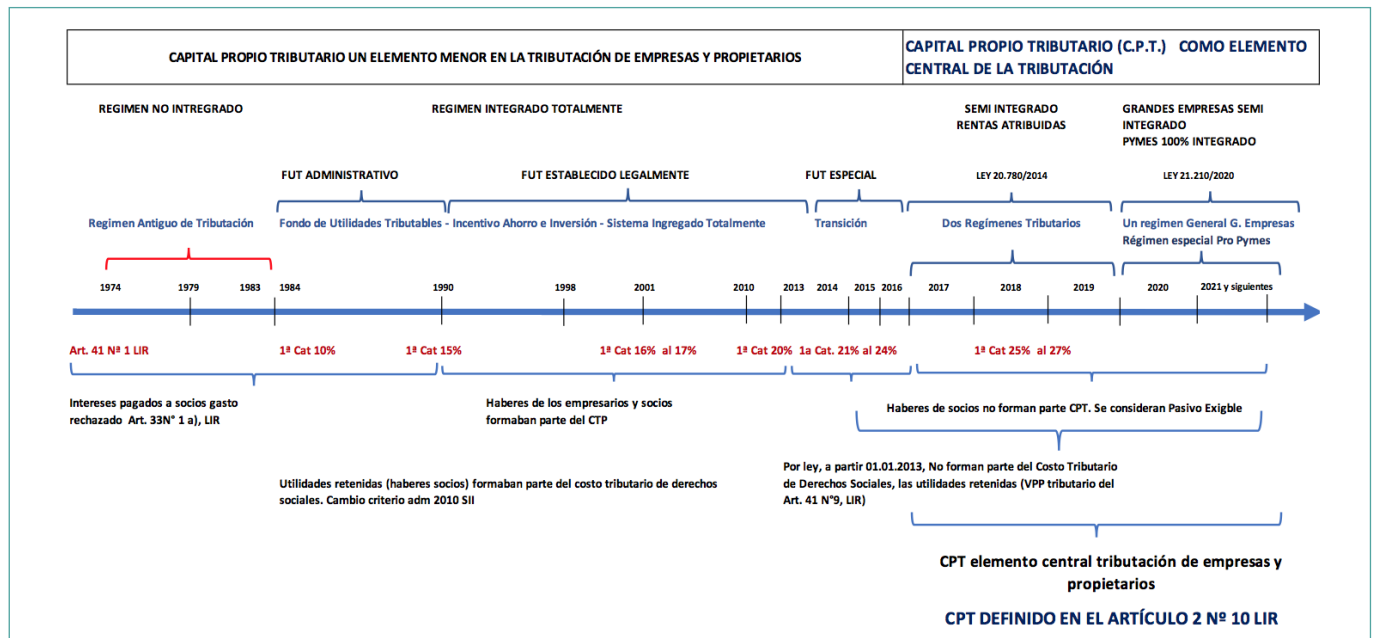 CAPITAL PROPIO TRIBUTARIO UN ELEMENTO MENOR EN LA TRIBUTACIÓN DE EMPRESAS Y PROPIETARIOS
CAPITAL PROPIO TRIBUTARIO (C.P.T.) COMO ELEMENTO
CENTRAL DE LA TRIBUTACIÓN
REGIMEN NO INTREGRADO
REGIMEN INTEGRADO TOTALMENTE
SEMI INTEGRADO
RENTAS ATRIBUIDAS
GRANDES EMPRESAS SEMI
INTEGRADO
PYMES 100% INTEGRADO
FUT ADMINISTRATIVO
FUT ESTABLECIDO LEGALMENTE
FUT ESPECIAL
LEY 20.780/2014
LEY 21.210/2020
Regimen Antiguo de Tributación
Fondo de Utilidades Tributables - Incentivo Ahorro e Inversión - Sistema Ingregado Totalmente
Transición
Dos Regímenes Tributarios
Un regimen General G. Empresas
Régimen especial Pro Pymes
1974 1979 1983 1984 1990 1998 2001 2010 2013 2014 2015 2016 2017 2018 2019 2020 2021 y siguientes
Art. 41 Nª 1 LIR
1ª Cat 10%
1ª Cat 15%
1ª Cat 16% al 17%
1ª Cat 20%
1a Cat. 21% al 24%
1ª Cat 25% al 27%
Intereses pagados a socios gasto
rechazado Art. 33N° 1 a), LIR
Haberes de los empresarios y socios
formaban parte del CTP
Haberes de socios no forman parte CPT. Se consideran Pasivo Exigble
Utilidades retenidas (haberes socios) formaban parte del costo tributario de derechos
sociales. Cambio criterio adm 2010 SII
Por ley, a partir 01.01.2013, No forman parte del Costo Tributario
de Derechos Sociales, las utilidades retenidas (VPP tributario del
Art. 41 N°9, LIR)
CPT elemento central tributación de empresas y
propietarios
CPT DEFINIDO EN EL ARTÍCULO 2 Nº 10 LIR